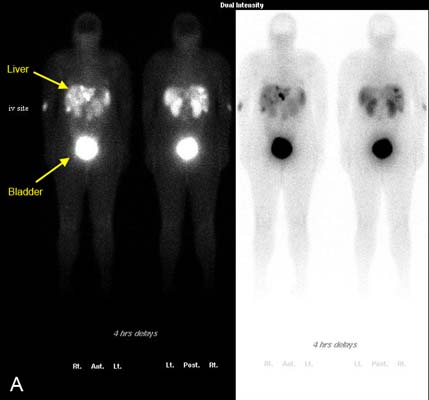 Dual Intensity
Liver
iv site
Bladder
4 hrs delays
4 hrs delays
Rt. Ant. Lt.
Lt. Post. Rt.
Rt. Ant. Lt.
Lt. Post. Rt.
A